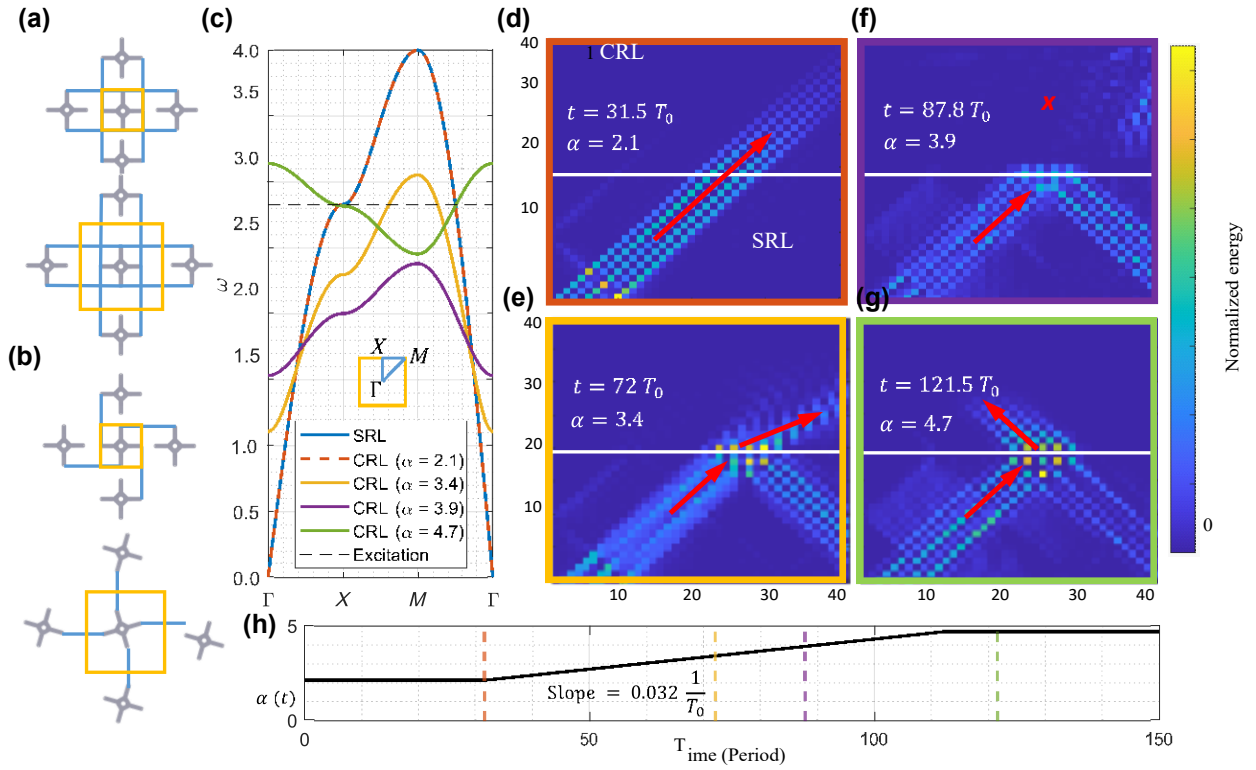 (a)
(b)
(c)
4.0
3.5
3.0
2.5
2.0
1.5
1.0
0.5
0.0
ω
X
M
Γ
SRL
CRL (α = 2.1)
CRL (α = 3.4)
CRL (α = 3.9)
CRL (α = 4.7)
Excitation
Γ X M Γ
(d)
40
30
20
10
1 CRL
t = 31.5 T₀
α = 2.1
SRL
(e)
40
30
20
10
t = 72 T₀
α = 3.4
10 20 30 40
(f)
t = 87.8 T₀
α = 3.9
x
(g)
t = 121.5 T₀
α = 4.7
10 20 30 40
Normalized energy
0
(h)
5
α (t)
0
Slope = 0.032 1/T₀
0 50 100 150
Time (Period)